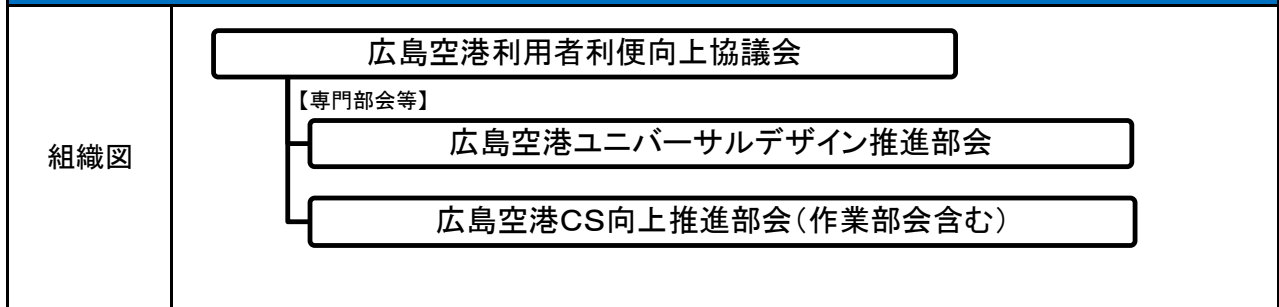 広島空港利用者利便向上協議会
【専門部会等】
広島空港ユニバーサルデザイン推進部会
組織図
広島空港CS向上推進部会（作業部会含む）